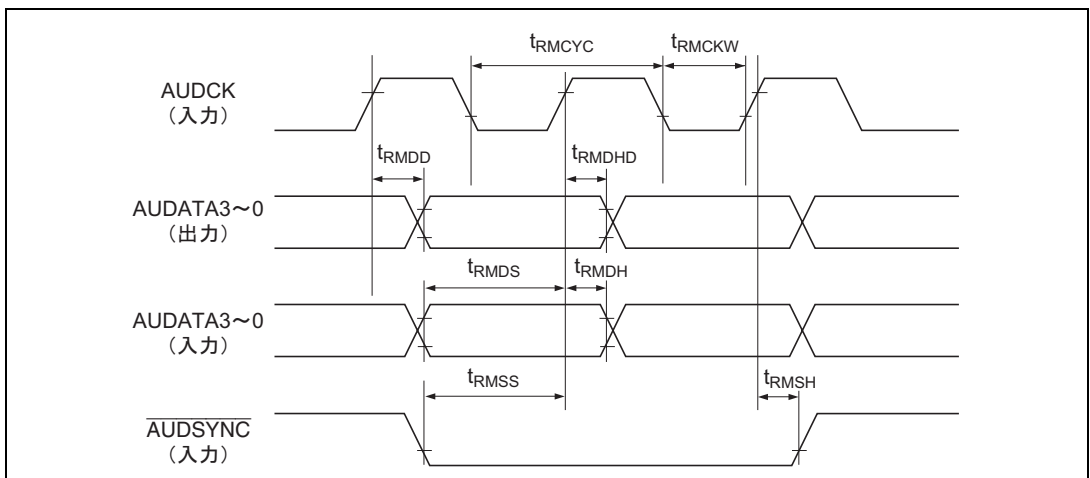 tRMCYC
tRMCKW
AUDCK
（入力）
tRMDD
tRMDHD
AUDATA3～0
（出力）
tRMDS
tRMDH
AUDATA3～0
（入力）
tRMSS
tRMSH
AUDSYNC
（入力）